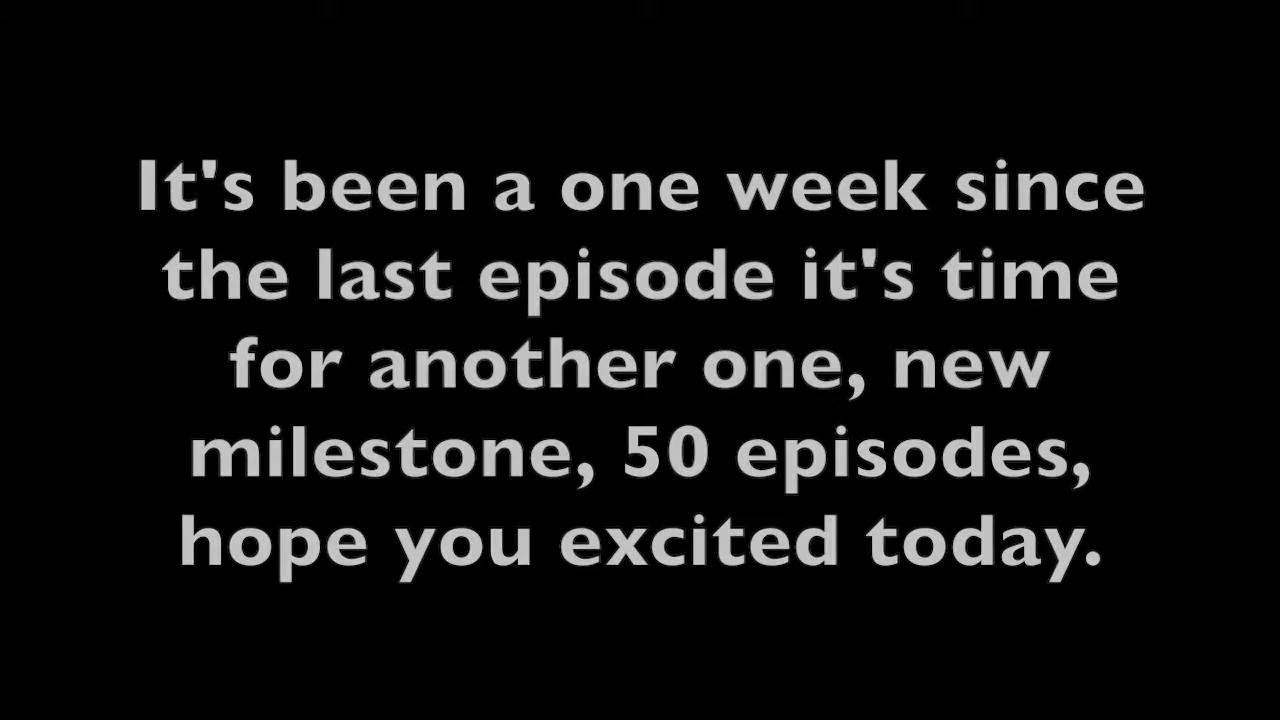 It's been a one week since
the last episode it's time
for another one, new
milestone, 50 episodes,
hope you excited today.